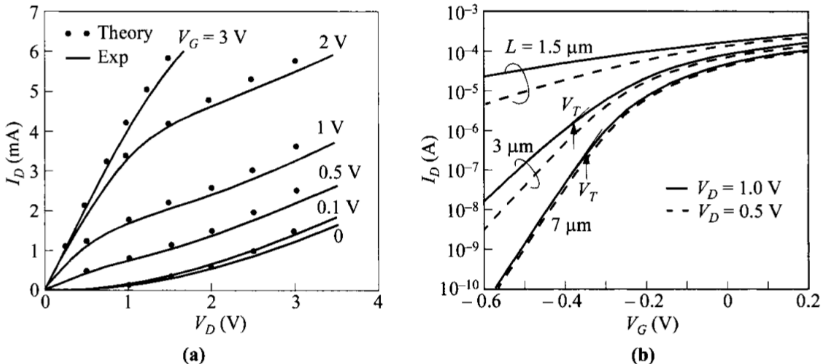 7
6
5
4
3
2
1
0
0 1 2 3 4
I_D (mA)
V_D (V)
Theory
Exp
V_G = 3 V
2 V
1 V
0.5 V
0.1 V
0
(a)
10⁻³
10⁻⁴
10⁻⁵
10⁻⁶
10⁻⁷
10⁻⁸
10⁻⁹
10⁻¹⁰
−0.6 −0.4 −0.2 0 0.2
I_D (A)
V_G (V)
L = 1.5 μm
V_T
3 μm
V_T
7 μm
V_D = 1.0 V
V_D = 0.5 V
(b)